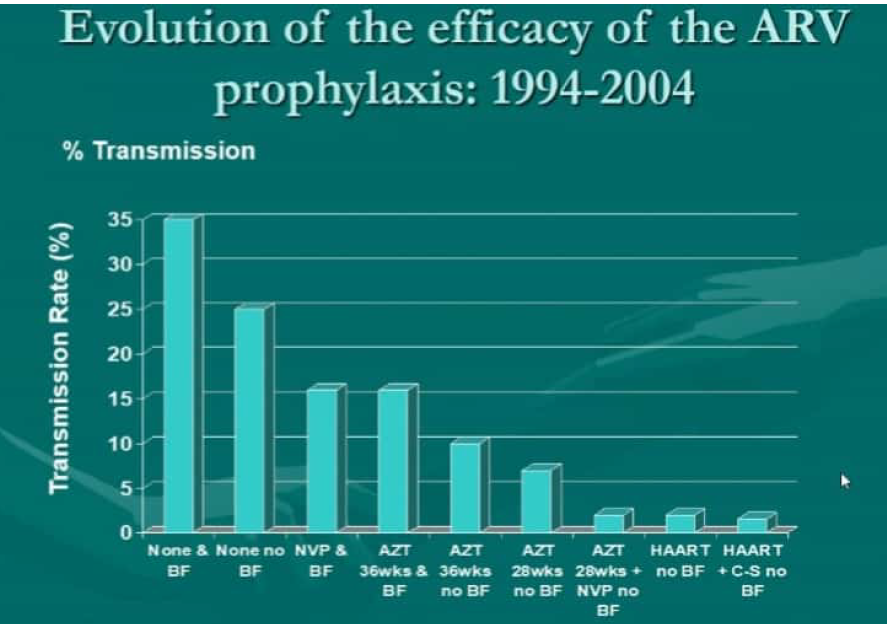 Evolution of the efficacy of the ARV
prophylaxis: 1994-2004
% Transmission
Transmission Rate (%)
35
30
25
20
15
10
5
0
None & BF
None no BF
NVP & BF
AZT 36wks & BF
AZT 36wks no BF
AZT 28wks no BF
AZT 28wks + NVP no BF
HAART no BF
HAART + C-S no BF